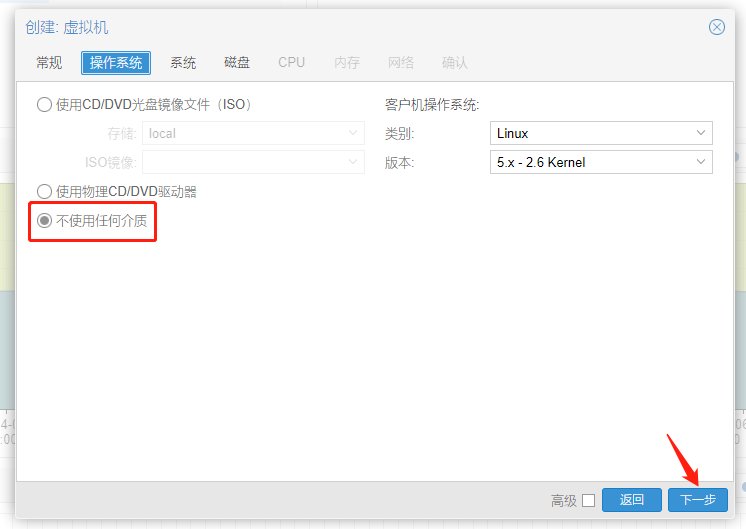 创建: 虚拟机
常规 操作系统 系统 磁盘 CPU 内存 网络 确认
使用CD/DVD光盘镜像文件（ISO） 客户机操作系统:
存储: local 类别: Linux
ISO镜像: 版本: 5.x - 2.6 Kernel
使用物理CD/DVD驱动器
不使用任何介质
高级 返回 下一步